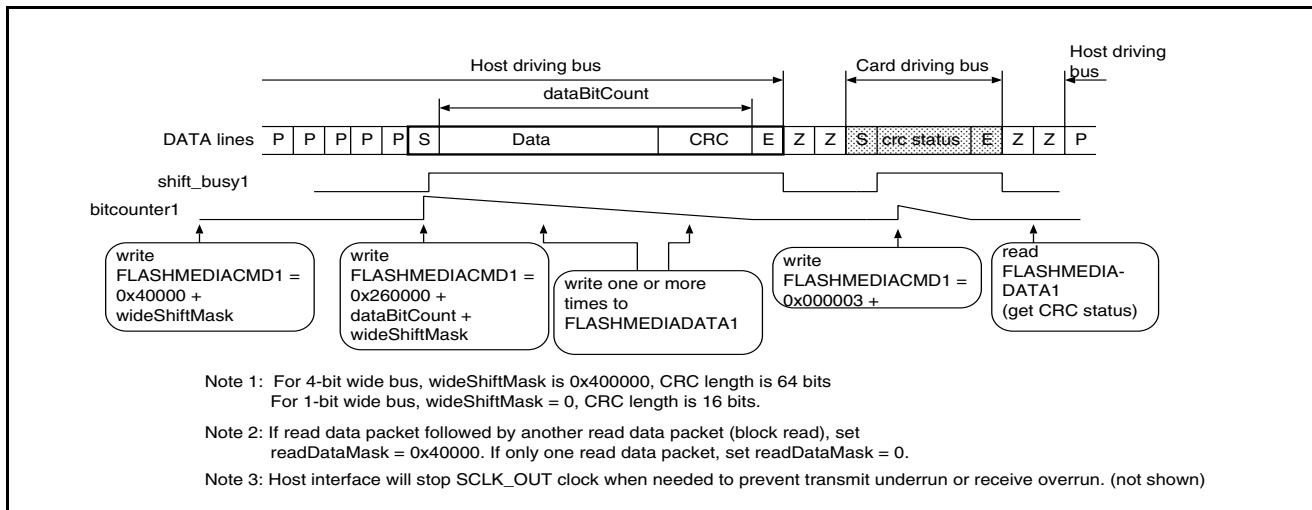 Host driving bus
Card driving bus
Host driving
bus
dataBitCount
DATA lines P P P P P S Data CRC E Z Z S crc status E Z Z P
shift_busy1
bitcounter1
write
FLASHMEDIACMD1 =
0x40000 +
wideShiftMask
write
FLASHMEDIACMD1 =
0x260000 +
dataBitCount +
wideShiftMask
write one or more
times to
FLASHMEDIADATA1
write
FLASHMEDIACMD1 =
0x000003 +
read
FLASHMEDIA-
DATA1
(get CRC status)
Note 1: For 4-bit wide bus, wideShiftMask is 0x400000, CRC length is 64 bits
For 1-bit wide bus, wideShiftMask = 0, CRC length is 16 bits.
Note 2: If read data packet followed by another read data packet (block read), set
readDataMask = 0x40000. If only one read data packet, set readDataMask = 0.
Note 3: Host interface will stop SCLK_OUT clock when needed to prevent transmit underrun or receive overrun. (not shown)